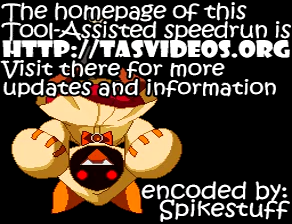 The homepage of this
Tool-Assisted speedrun is
HTTP://TASVIDEOS.ORG
Visit there for more
updates and information
encoded by:
Spikestuff